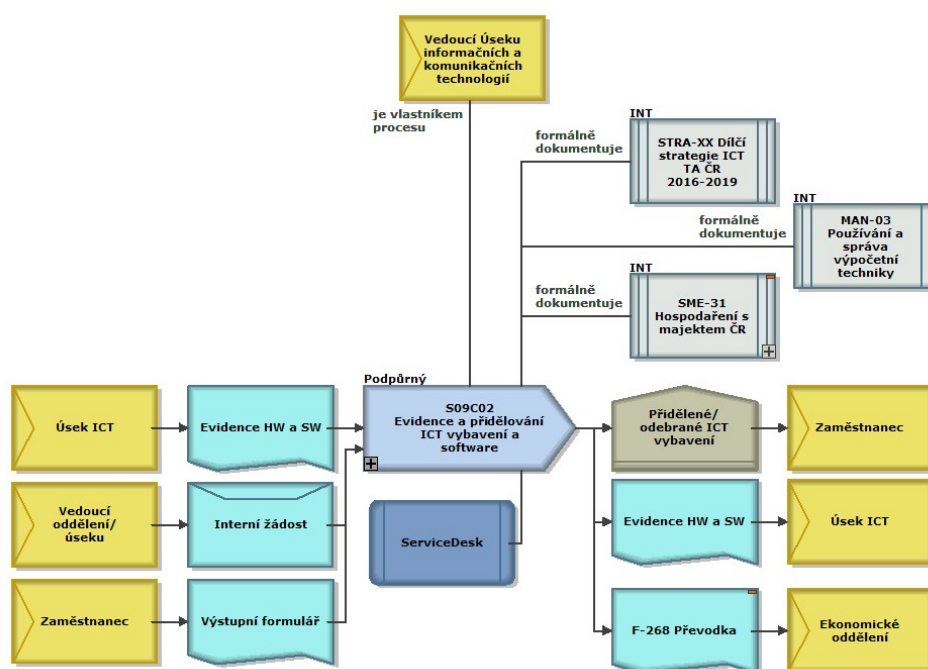 Vedoucí Úseku
informačních a
komunikačních
technologií
je vlastníkem
procesu
INT
formálně
dokumentuje
STRA-XX Dílčí
strategie ICT
TA ČR
2016-2019
INT
formálně
dokumentuje
MAN-03
Používání a
správa
výpočetní
techniky
INT
formálně
dokumentuje
SME-31
Hospodaření s
majektem ČR
Podpůrný
Úsek ICT
Evidence HW a SW
S09C02
Evidence a přidělování
ICT vybavení a
software
Přidělené/
odebrané ICT
vybavení
Zaměstnanec
Vedoucí
oddělení/
úseku
Interní žádost
ServiceDesk
Evidence HW a SW
Úsek ICT
Zaměstnanec
Výstupní formulář
F-268 Převodka
Ekonomické
oddělení